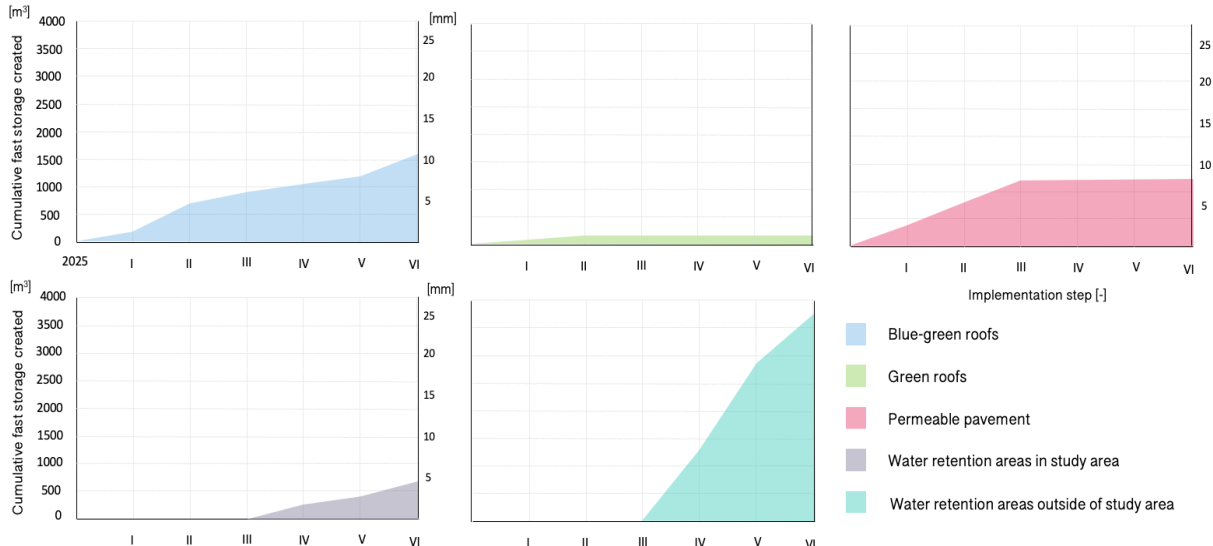 [m³]
4000
3500
3000
2500
2000
1500
1000
500
0
Cumulative fast storage created
[mm]
25
20
15
10
5
2025
I
II
III
IV
V
VI
I
II
III
IV
V
VI
25
20
15
10
5
I
II
III
IV
V
VI
Implementation step [-]
[m³]
4000
3500
3000
2500
2000
1500
1000
500
0
Cumulative fast storage created
[mm]
25
20
15
10
5
I
II
III
IV
V
VI
I
II
III
IV
V
VI
Blue-green roofs
Green roofs
Permeable pavement
Water retention areas in study area
Water retention areas outside of study area